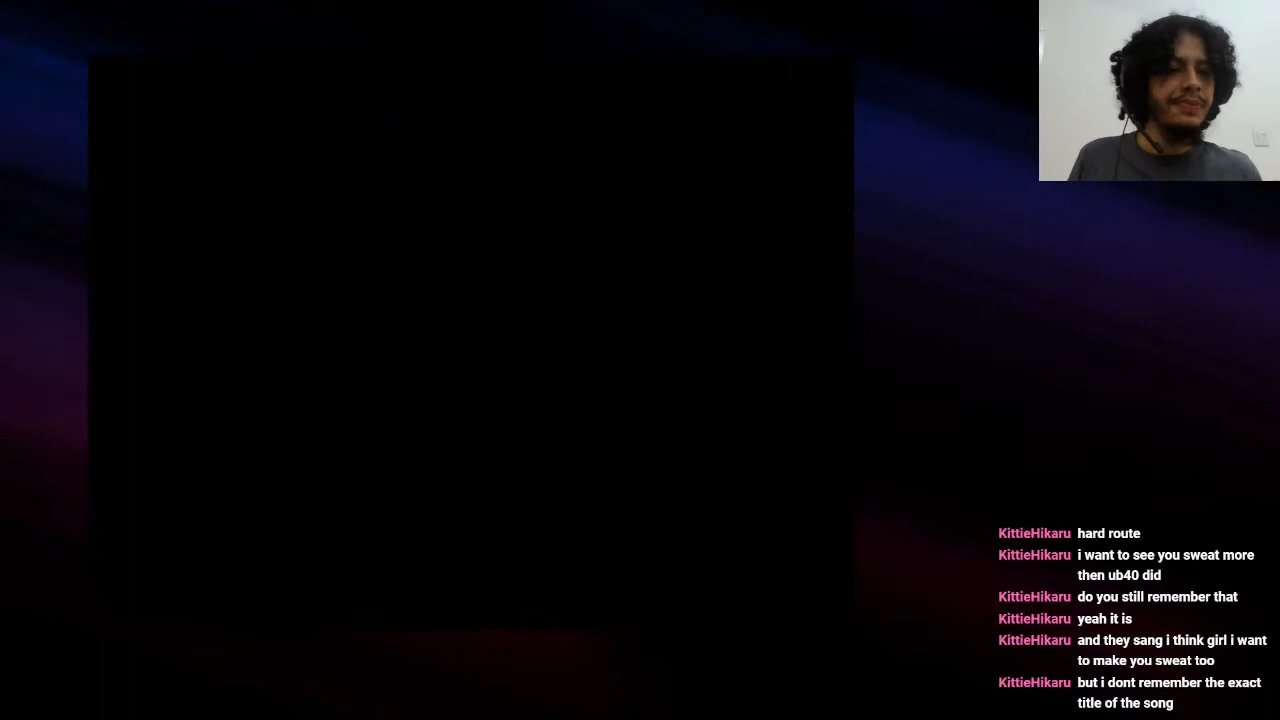 KittieHikaru hard route
KittieHikaru i want to see you sweat more
then ub40 did
KittieHikaru do you still remember that
KittieHikaru yeah it is
KittieHikaru and they sang i think girl i want
to make you sweat too
KittieHikaru but i dont remember the exact
title of the song